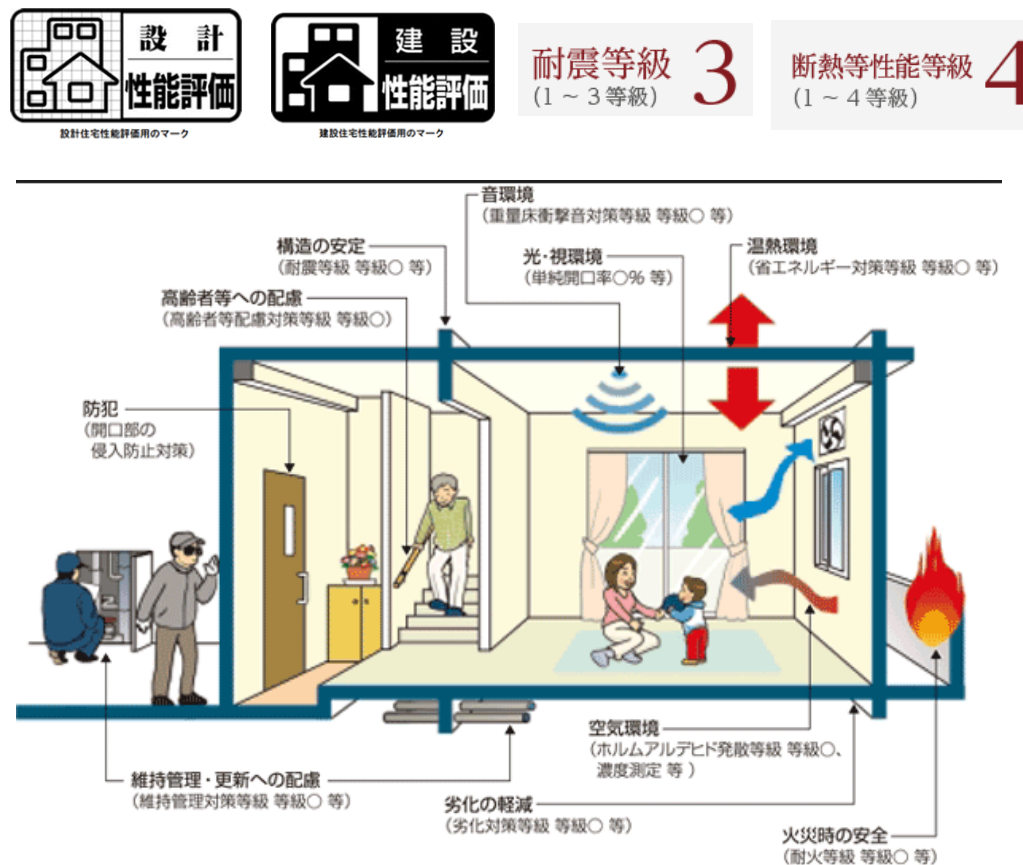 設 計
性能評価
設計住宅性能評価用のマーク
建 設
性能評価
建設住宅性能評価用のマーク
耐震等級 3
(1 ~ 3 等級)
断熱等性能等級 4
(1 ~ 4 等級)
音環境
(重量床衝撃音対策等級 等級○ 等)
構造の安定
(耐震等級 等級○ 等)
光・視環境
(単純開口率○% 等)
温熱環境
(省エネルギー対策等級 等級○ 等)
高齢者等への配慮
(高齢者等配慮対策等級 等級○)
防犯
(開口部の
侵入防止対策)
空気環境
(ホルムアルデヒド発散等級 等級○、
濃度測定 等 )
維持管理・更新への配慮
(維持管理対策等級 等級○ 等)
劣化の軽減
(劣化対策等級 等級○ 等)
火災時の安全
(耐火等級 等級○ 等)